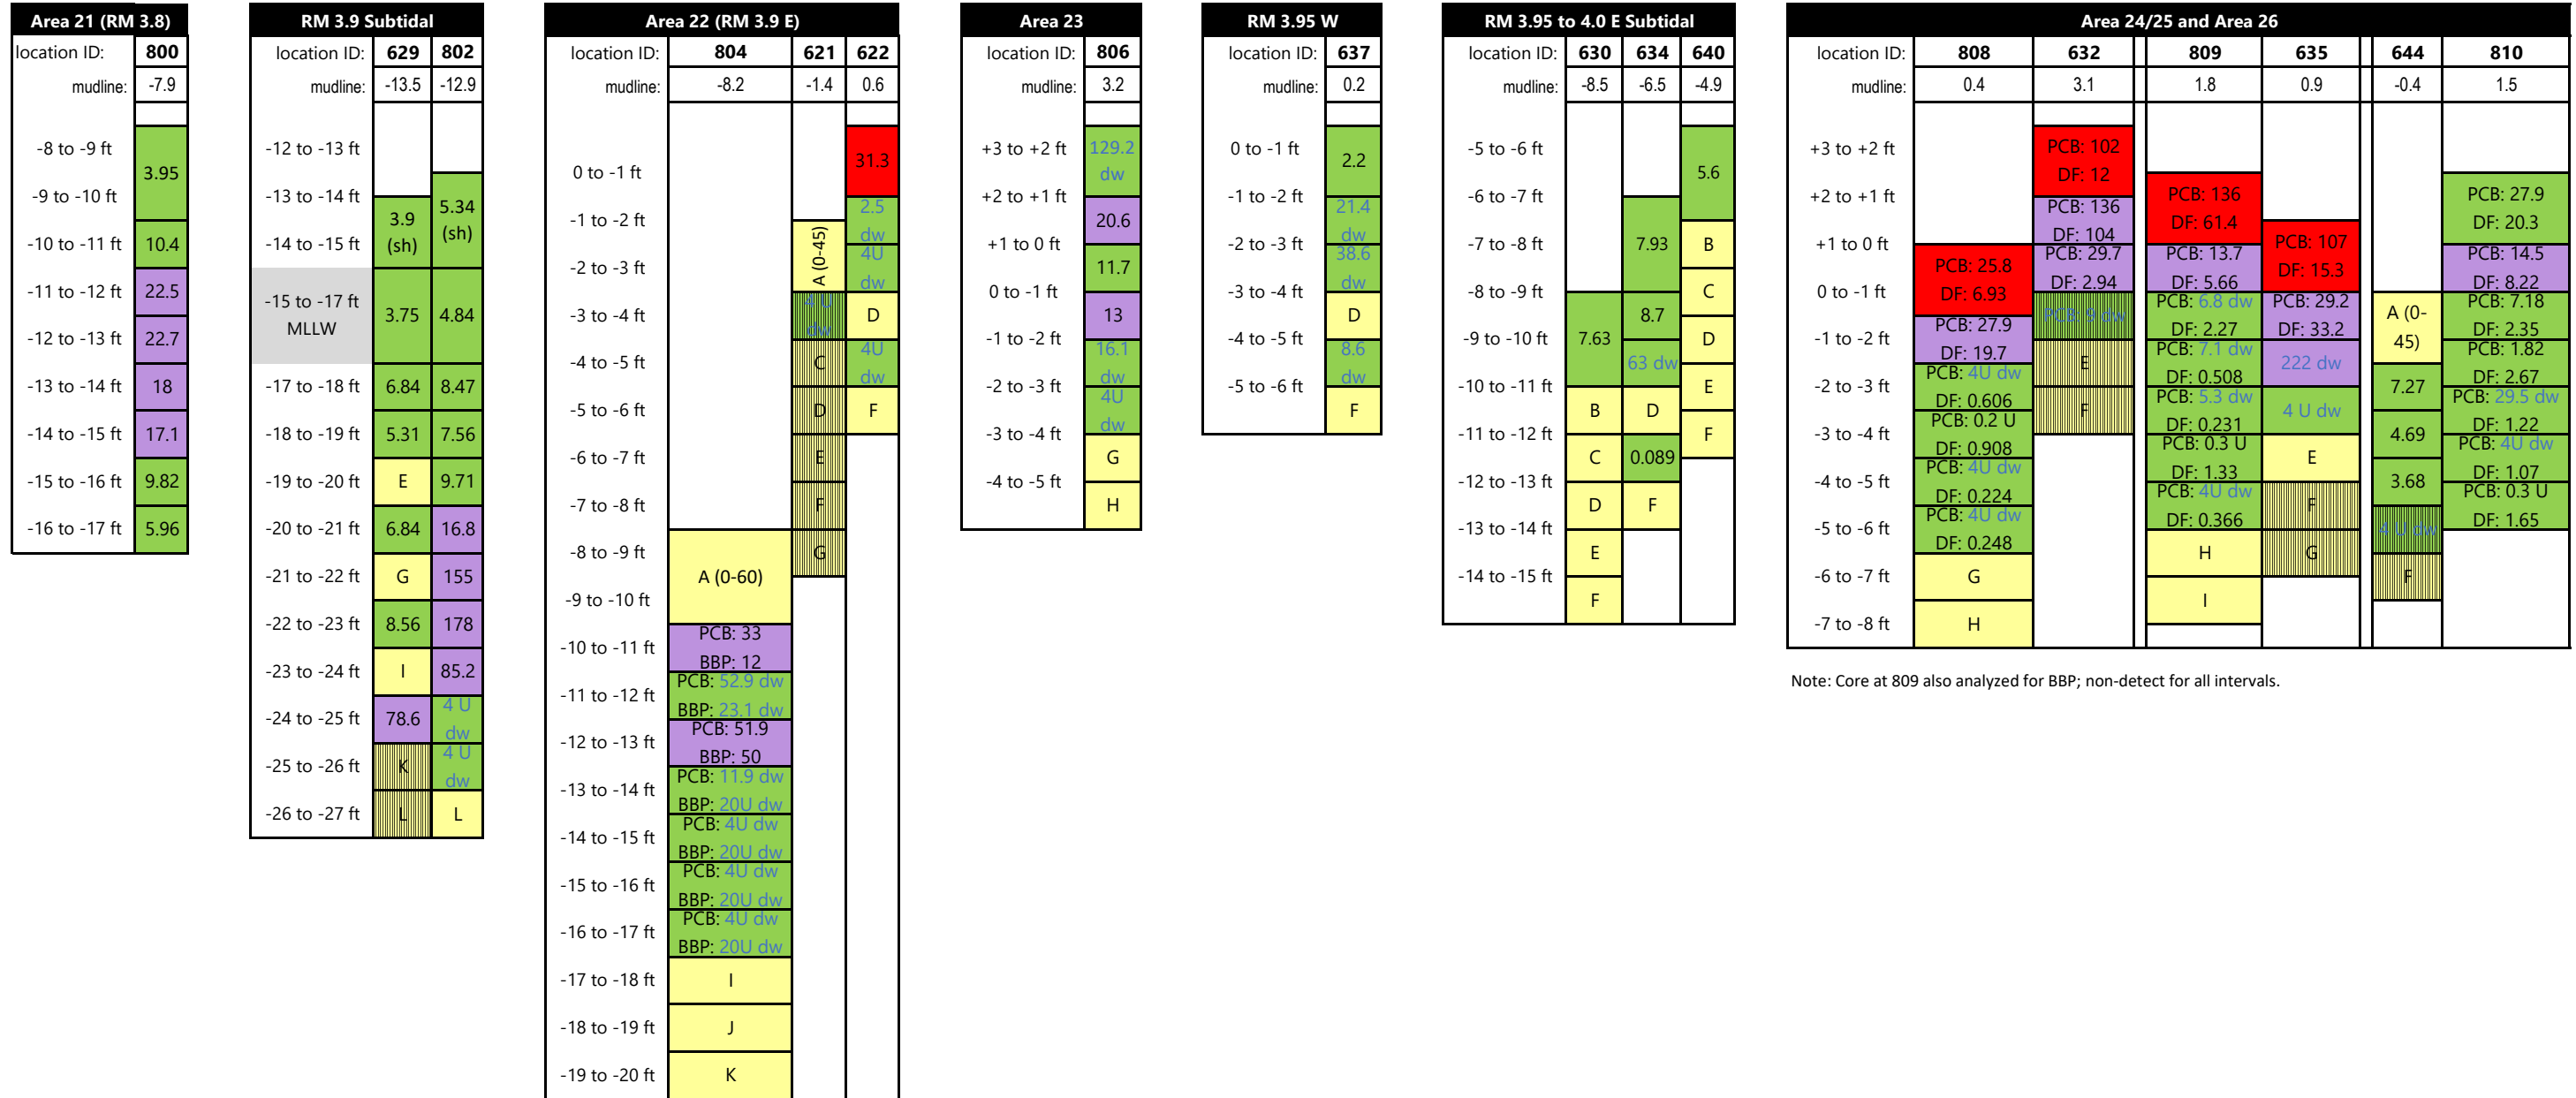 Area 21 (RM 3.8)
location ID: 800
mudline: -7.9
-8 to -9 ft
3.95
-9 to -10 ft
-10 to -11 ft 10.4
-11 to -12 ft 22.5
-12 to -13 ft 22.7
-13 to -14 ft 18
-14 to -15 ft 17.1
-15 to -16 ft 9.82
-16 to -17 ft 5.96
RM 3.9 Subtidal
location ID: 629 802
mudline: -13.5 -12.9
-12 to -13 ft
-13 to -14 ft
3.9 (sh) 5.34 (sh)
-14 to -15 ft
-15 to -17 ft MLLW 3.75 4.84
-17 to -18 ft 6.84 8.47
-18 to -19 ft 5.31 7.56
-19 to -20 ft E 9.71
-20 to -21 ft 6.84 16.8
-21 to -22 ft G 155
-22 to -23 ft 8.56 178
-23 to -24 ft I 85.2
-24 to -25 ft 78.6 4 U dw
-25 to -26 ft K 4 U dw
-26 to -27 ft L L
Area 22 (RM 3.9 E)
location ID: 804 621 622
mudline: -8.2 -1.4 0.6
0 to -1 ft 31.3
-1 to -2 ft 2.5 dw
A (0-45)
-2 to -3 ft 4U dw
-3 to -4 ft 4 U dw D
-4 to -5 ft C 4U dw
-5 to -6 ft D F
-6 to -7 ft E
-7 to -8 ft F
-8 to -9 ft G
A (0-60)
-9 to -10 ft
-10 to -11 ft PCB: 33
BBP: 12
-11 to -12 ft PCB: 52.9 dw
BBP: 23.1 dw
-12 to -13 ft PCB: 51.9
BBP: 50
-13 to -14 ft PCB: 11.9 dw
BBP: 20U dw
-14 to -15 ft PCB: 4U dw
BBP: 20U dw
-15 to -16 ft PCB: 4U dw
BBP: 20U dw
-16 to -17 ft PCB: 4U dw
BBP: 20U dw
-17 to -18 ft I
-18 to -19 ft J
-19 to -20 ft K
Area 23
location ID: 806
mudline: 3.2
+3 to +2 ft 129.2 dw
+2 to +1 ft 20.6
+1 to 0 ft 11.7
0 to -1 ft 13
-1 to -2 ft 16.1 dw
-2 to -3 ft 4U dw
-3 to -4 ft G
-4 to -5 ft H
RM 3.95 W
location ID: 637
mudline: 0.2
0 to -1 ft 2.2
-1 to -2 ft 21.4 dw
-2 to -3 ft 38.6 dw
-3 to -4 ft D
-4 to -5 ft 8.6 dw
-5 to -6 ft F
RM 3.95 to 4.0 E Subtidal
location ID: 630 634 640
mudline: -8.5 -6.5 -4.9
-5 to -6 ft
5.6
-6 to -7 ft
-7 to -8 ft 7.93 B
-8 to -9 ft 8.7 C
-9 to -10 ft 7.63 63 dw D
-10 to -11 ft B D E
-11 to -12 ft C 0.089 F
-12 to -13 ft D F
-13 to -14 ft E
-14 to -15 ft F
Area 24/25 and Area 26
location ID: 808 632 809 635 644 810
mudline: 0.4 3.1 1.8 0.9 -0.4 1.5
+3 to +2 ft
PCB: 102
DF: 12
+2 to +1 ft
PCB: 136 PCB: 136 PCB: 27.9
DF: 104 DF: 61.4 DF: 20.3
+1 to 0 ft
PCB: 25.8 PCB: 29.7 PCB: 13.7 PCB: 107 PCB: 14.5
DF: 6.93 DF: 2.94 DF: 5.66 DF: 15.3 DF: 8.22
0 to -1 ft
PCB: 27.9 PCB: 9 dw PCB: 6.8 dw PCB: 29.2 A (0-45) PCB: 7.18
DF: 19.7 DF: 2.27 DF: 33.2 DF: 2.35
-1 to -2 ft
PCB: 4U dw E PCB: 7.1 dw 222 dw 7.27 PCB: 1.82
DF: 0.606 DF: 0.508 DF: 2.67
-2 to -3 ft
PCB: 0.2 U F PCB: 5.3 dw 4 U dw 4.69 PCB: 29.5 dw
DF: 0.908 DF: 0.231 DF: 1.22
-3 to -4 ft
PCB: 4U dw PCB: 0.3 U E 3.68 PCB: 4U dw
DF: 0.224 DF: 1.33 DF: 1.07
-4 to -5 ft
PCB: 4U dw PCB: 4U dw F 4 U dw PCB: 0.3 U
DF: 0.248 DF: 0.366 DF: 1.65
-5 to -6 ft
G H G F
-6 to -7 ft
H I
-7 to -8 ft
Note: Core at 809 also analyzed for BBP; non-detect for all intervals.